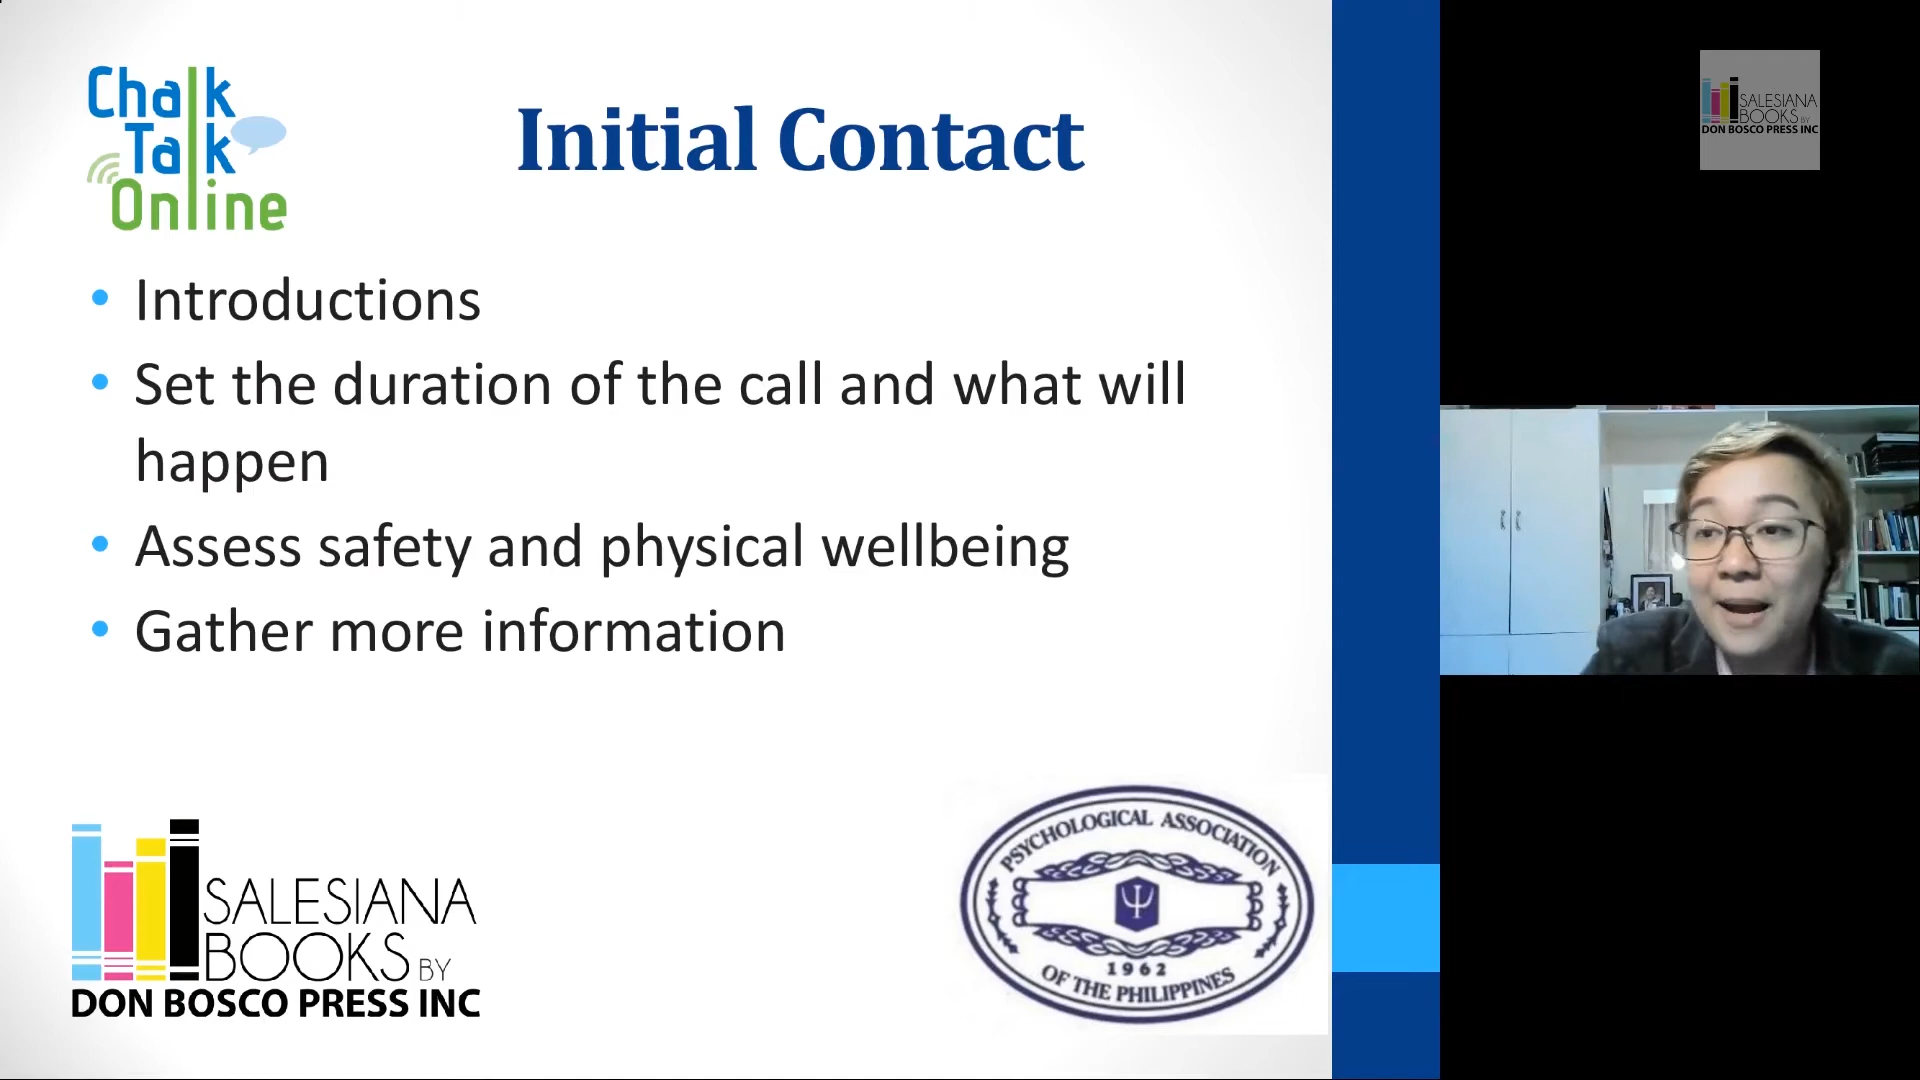 Chalk
Talk
Online
Initial Contact
• Introductions
• Set the duration of the call and what will
happen
• Assess safety and physical wellbeing
• Gather more information
SALESIANA
BOOKS BY
DON BOSCO PRESS INC
PSYCHOLOGICAL ASSOCIATION
1962
OF THE PHILIPPINES
SALESIANA
BOOKS BY
DON BOSCO PRESS INC